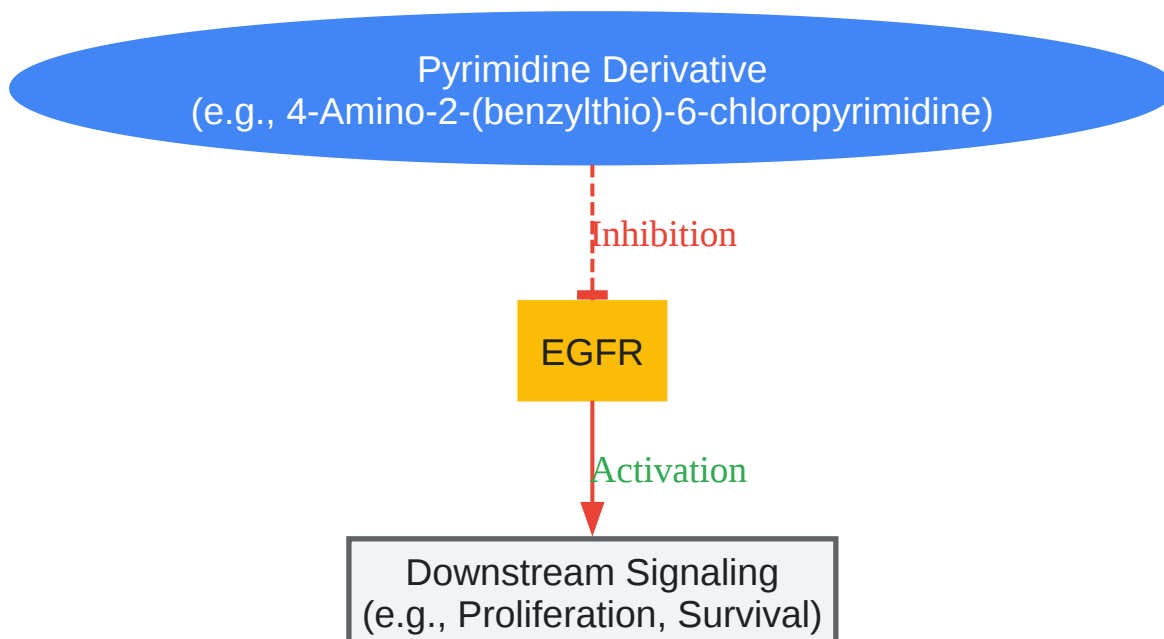 Pyrimidine Derivative
(e.g., 4-Amino-2-(benzylthio)-6-chloropyrimidine)
Inhibition
EGFR
Activation
Downstream Signaling
(e.g., Proliferation, Survival)